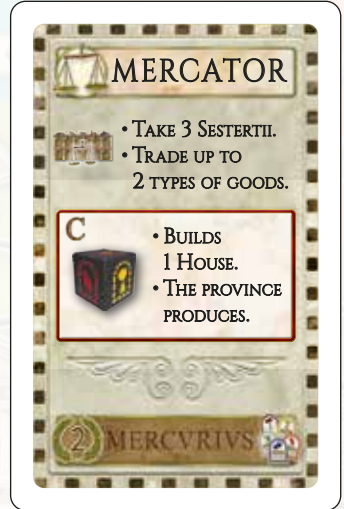 MERCATOR
• TAKE 3 SESTERTII.
• TRADE UP TO
2 TYPES OF GOODS.
C
• BUILDS
1 HOUSE.
• THE PROVINCE
PRODUCES.
2 MERCVRIVS